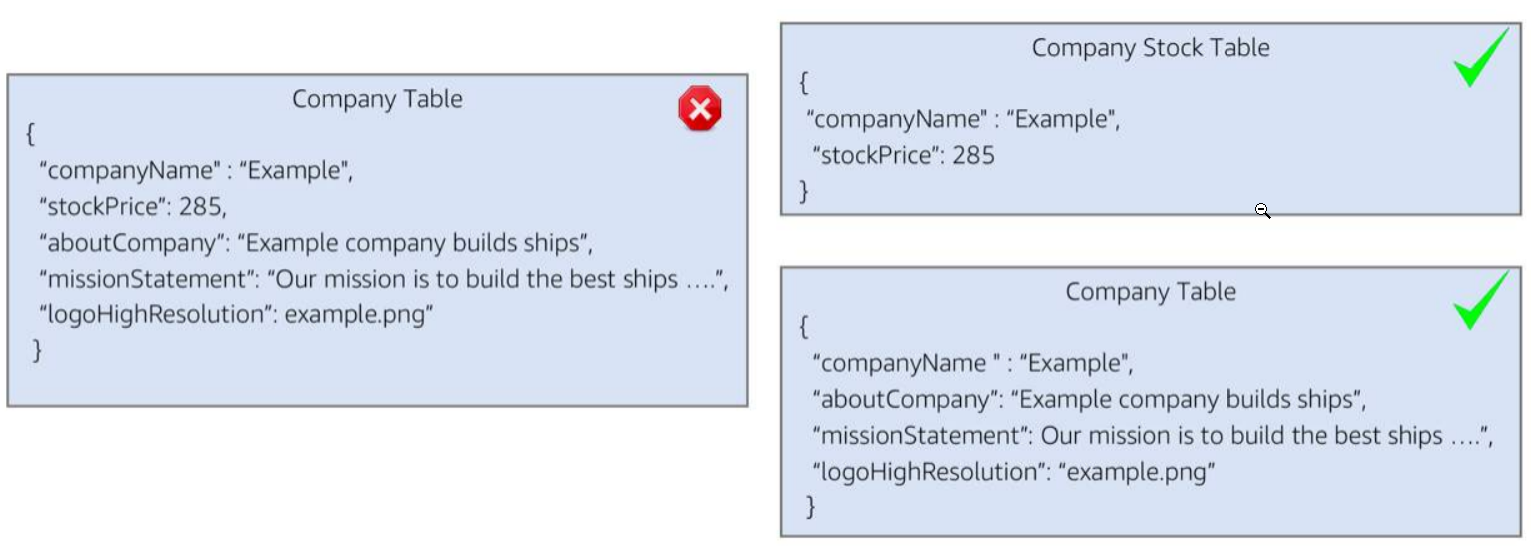 Company Table
{
“companyName" : “Example",
“stockPrice”: 285,
“aboutCompany”: “Example company builds ships”,
“missionStatement”: “Our mission is to build the best ships ....”,
“logoHighResolution”: example.png”
}
Company Stock Table
{
“companyName" : “Example",
“stockPrice”: 285
}
Company Table
{
“companyName " : “Example",
“aboutCompany”: “Example company builds ships”,
“missionStatement”: Our mission is to build the best ships ....”,
“logoHighResolution”: “example.png”
}